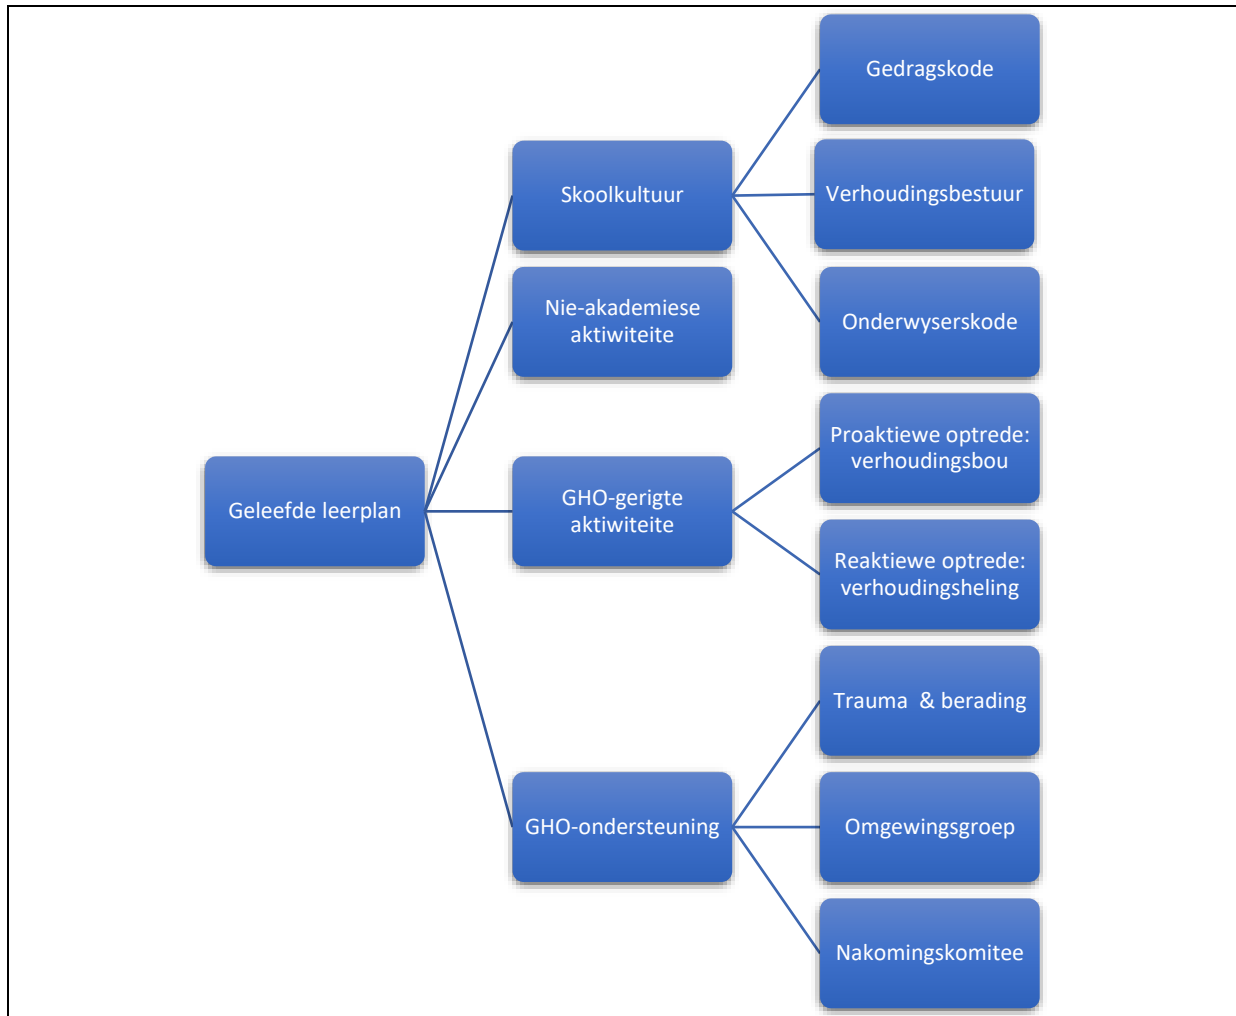 Geleefde leerplan
Skoolkultuur
Gedragskode
Verhoudingsbestuur
Onderwyserskode
Nie-akademiese
aktiwiteite
GHO-gerigte
aktiwiteite
Proaktiewe optrede:
verhoudingsbou
Reaktiewe optrede:
verhoudingsheling
GHO-ondersteuning
Trauma & berading
Omgewingsgroep
Nakomingskomitee